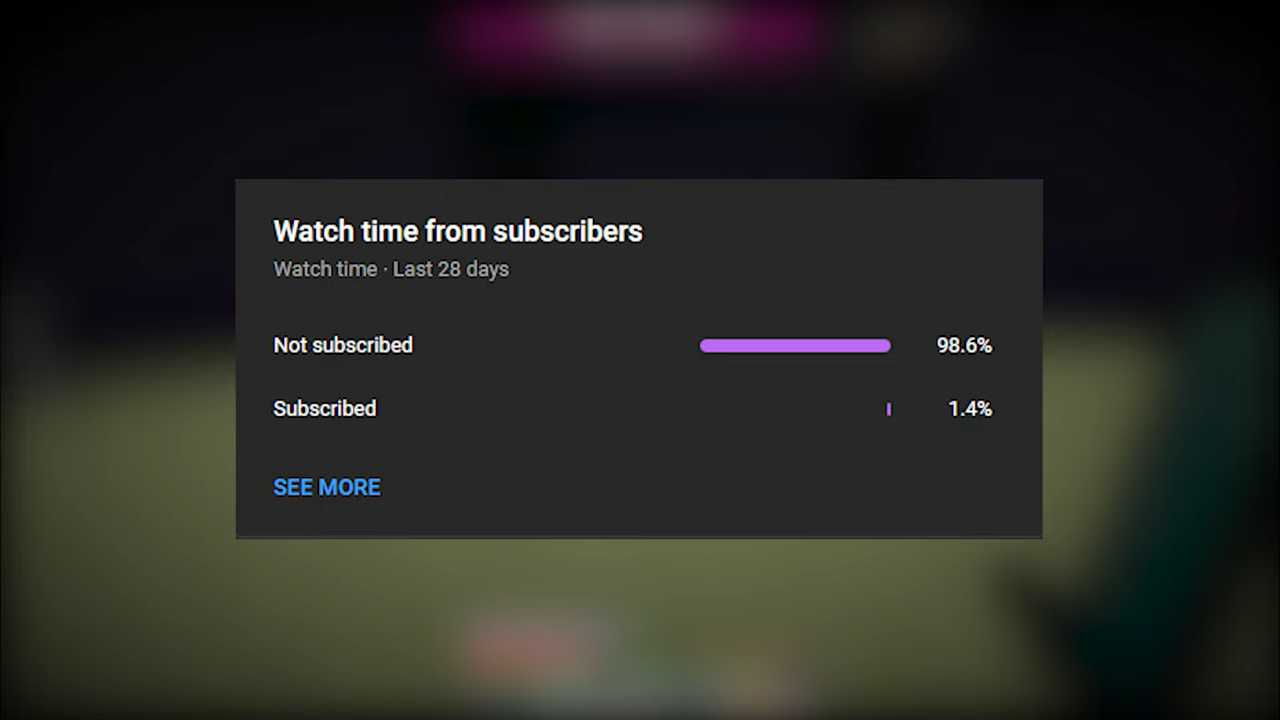 Watch time from subscribers
Watch time · Last 28 days
Not subscribed 98.6%
Subscribed 1.4%
SEE MORE